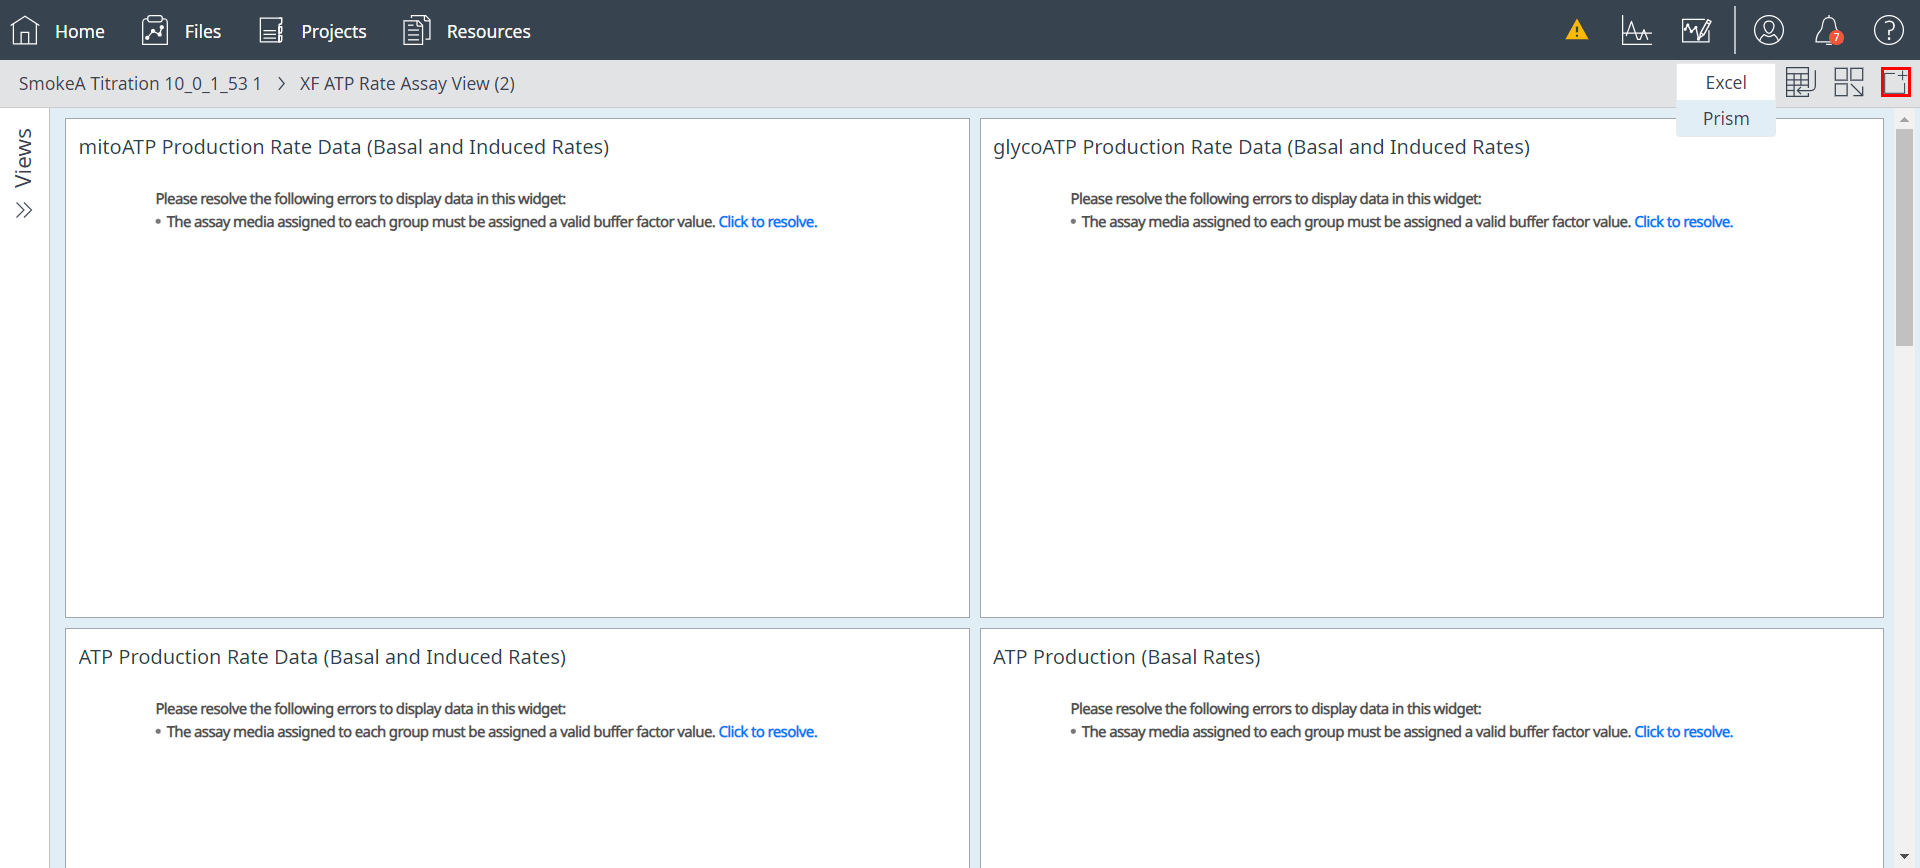 Home Files Projects Resources 7
SmokeA Titration 10_0_1_53 1 XF ATP Rate Assay View (2)
Excel
Prism
Views
mitoATP Production Rate Data (Basal and Induced Rates)
Please resolve the following errors to display data in this widget:
• The assay media assigned to each group must be assigned a valid buffer factor value. Click to resolve.
glycoATP Production Rate Data (Basal and Induced Rates)
Please resolve the following errors to display data in this widget:
• The assay media assigned to each group must be assigned a valid buffer factor value. Click to resolve.
ATP Production Rate Data (Basal and Induced Rates)
Please resolve the following errors to display data in this widget:
• The assay media assigned to each group must be assigned a valid buffer factor value. Click to resolve.
ATP Production (Basal Rates)
Please resolve the following errors to display data in this widget:
• The assay media assigned to each group must be assigned a valid buffer factor value. Click to resolve.